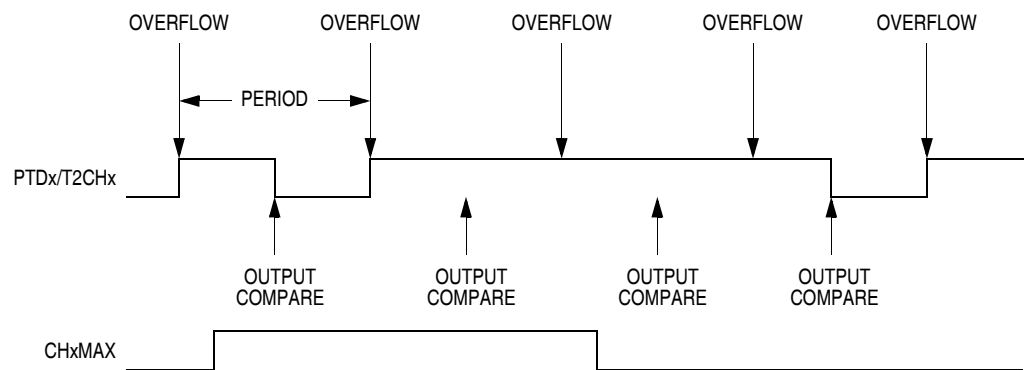 OVERFLOW OVERFLOW OVERFLOW OVERFLOW OVERFLOW
PERIOD
PTDx/T2CHx
OUTPUT COMPARE
OUTPUT COMPARE
OUTPUT COMPARE
OUTPUT COMPARE
CHxMAX